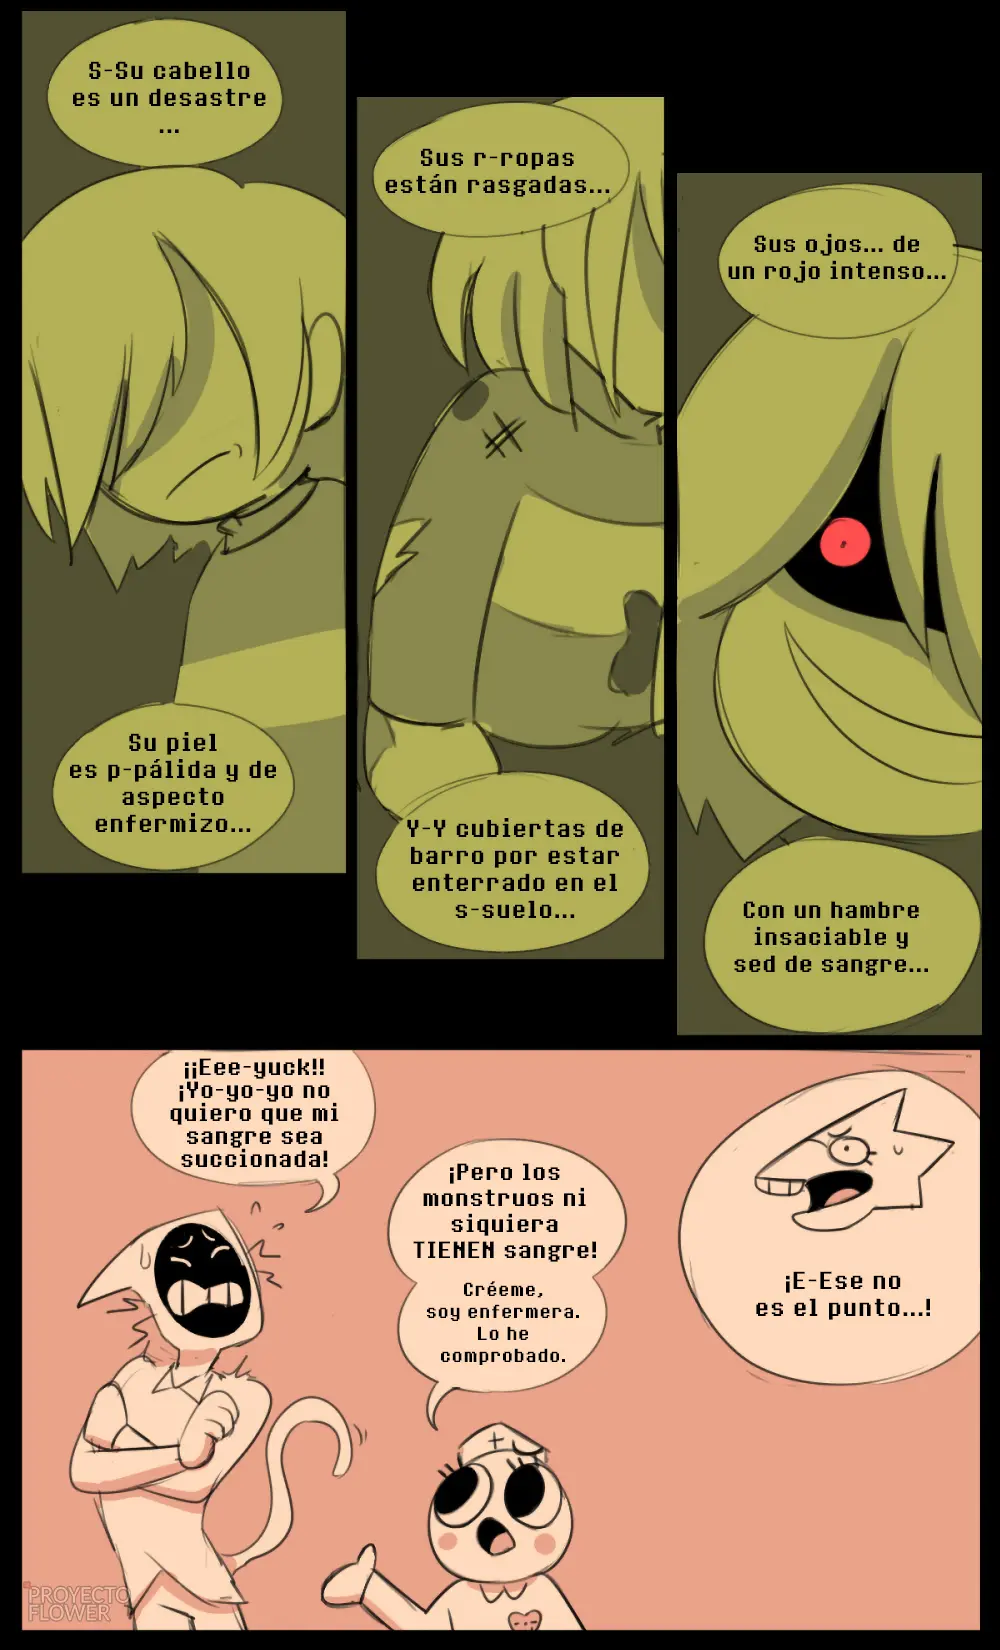 S-Su cabello
es un desastre
...
Su piel
es p-pálida y de
aspecto
enfermizo...
Sus r-ropas
están rasgadas...
Y-Y cubiertas de
barro por estar
enterrado en el
s-suelo...
Sus ojos... de
un rojo intenso...
Con un hambre
insaciable y
sed de sangre...
¡¡Eee-yuck!!
¡Yo-yo-yo no
quiero que mi
sangre sea
succionada!
¡Pero los
monstruos ni
siquiera
TIENEN sangre!
Créeme,
soy enfermera.
Lo he
comprobado.
¡E-Ese no
es el punto...!
PROYECTO
FLOWER